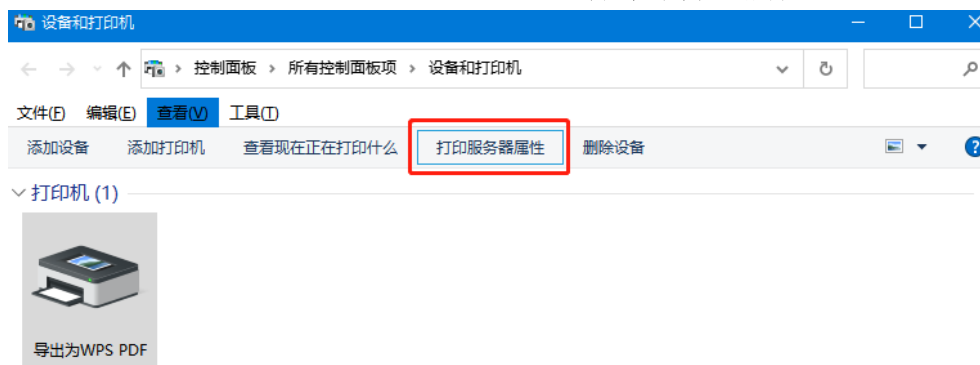 设备和打印机
控制面板 › 所有控制面板项 › 设备和打印机
文件(F) 编辑(E) 查看(V) 工具(T)
添加设备 添加打印机 查看现在正在打印什么 打印服务器属性 删除设备
打印机 (1)
导出为WPS PDF